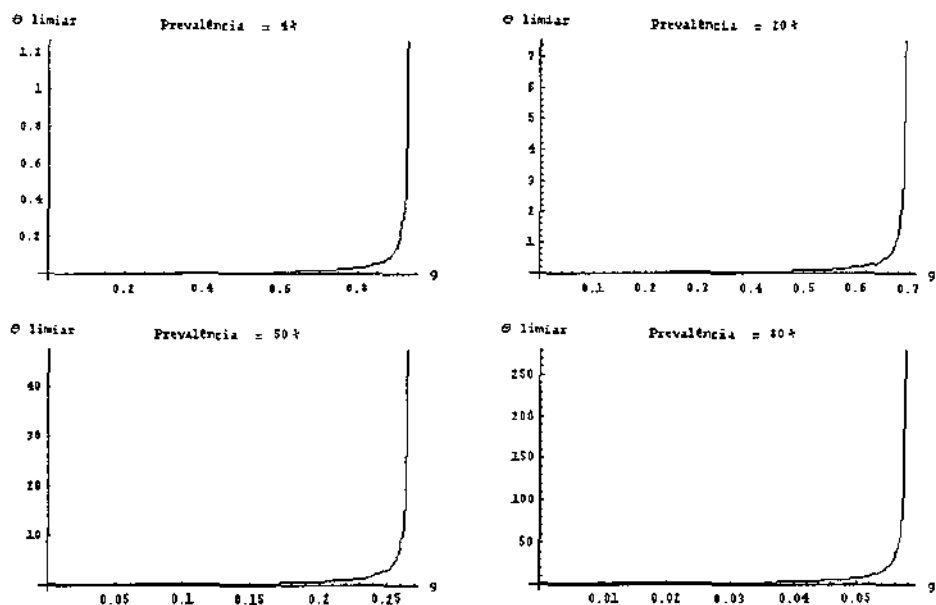 θ limiar
Prevalência = 4%
1.2
1
0.8
0.6
0.4
0.2
0.2 0.4 0.6 0.8 g
θ limiar
Prevalência = 20%
7
6
5
4
3
2
1
0.1 0.2 0.3 0.4 0.5 0.6 0.7 g
θ limiar
Prevalência = 50%
40
30
20
10
0.05 0.1 0.15 0.2 0.25 g
θ limiar
Prevalência = 80%
250
200
150
100
50
0.01 0.02 0.03 0.04 0.05 g